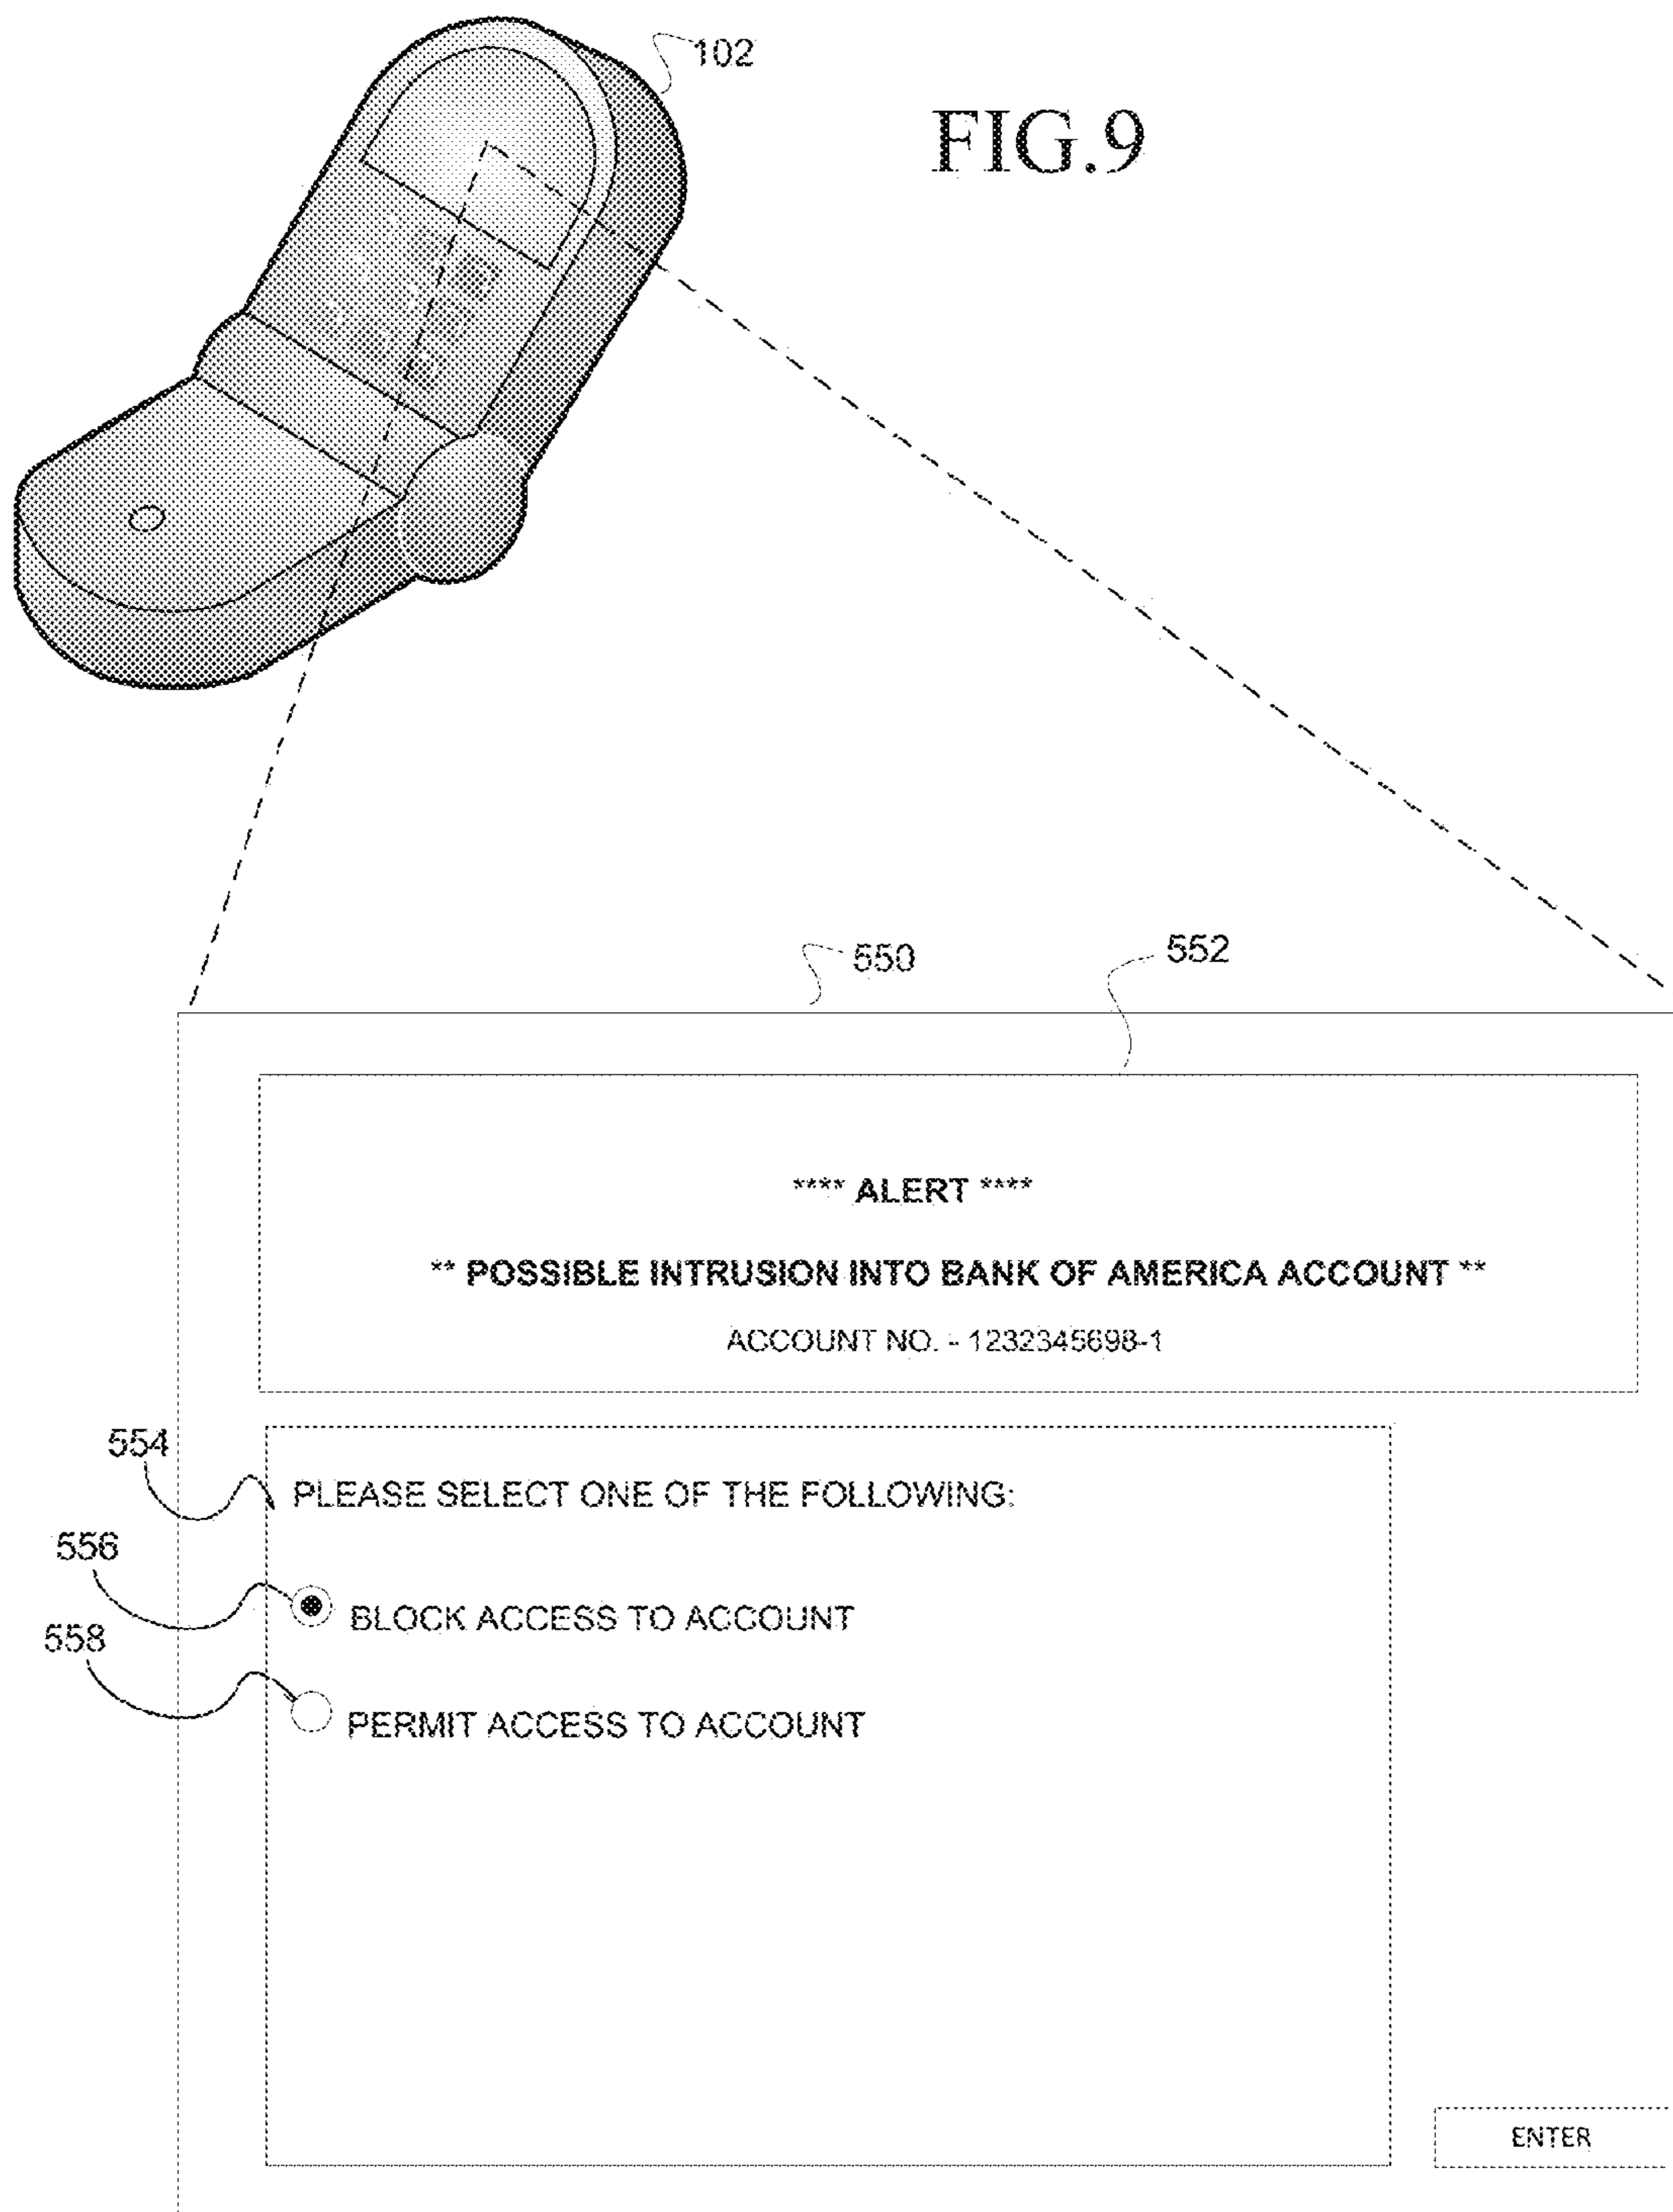 102
FIG.9
550
552
**** ALERT ****
** POSSIBLE INTRUSION INTO BANK OF AMERICA ACCOUNT **
ACCOUNT NO. - 1232345698-1
554
PLEASE SELECT ONE OF THE FOLLOWING:
556
BLOCK ACCESS TO ACCOUNT
558
PERMIT ACCESS TO ACCOUNT
ENTER